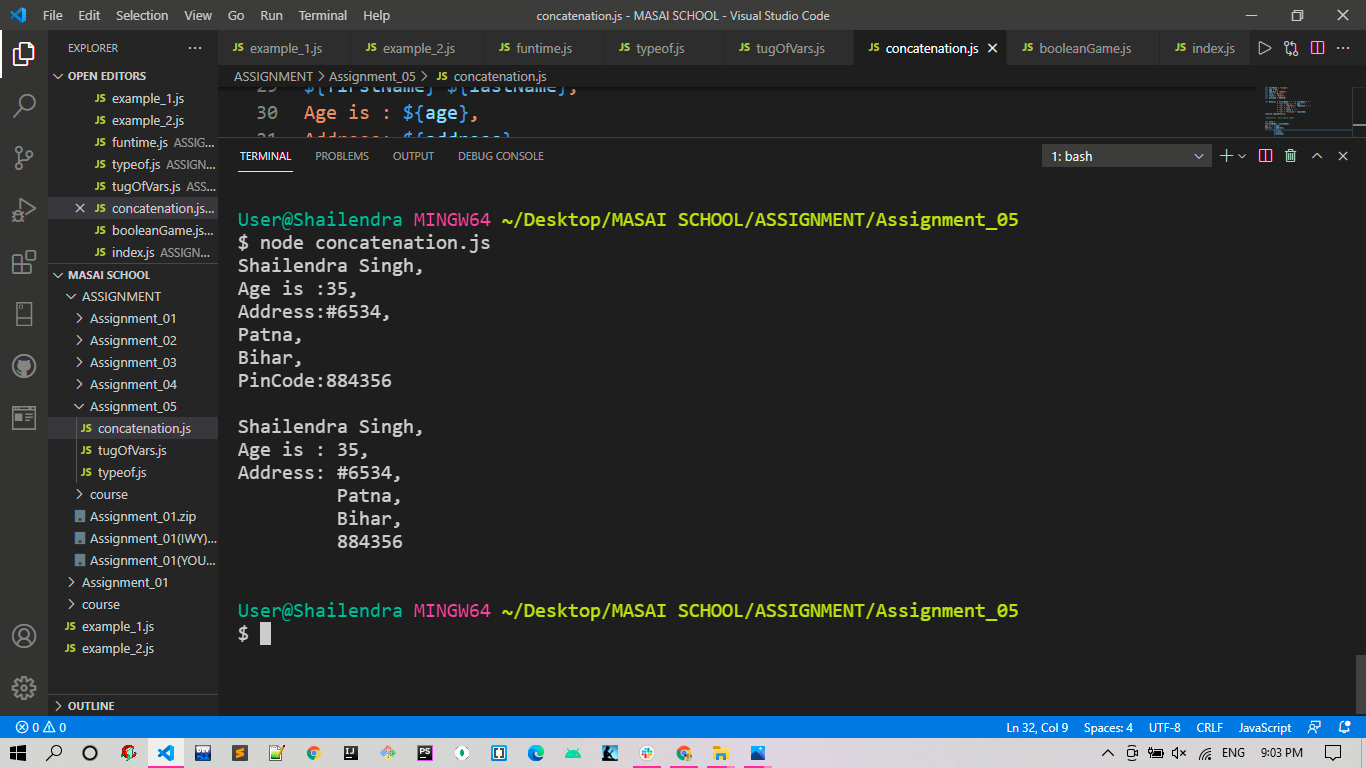 File Edit Selection View Go Run Terminal Help concatenation.js - MASAI SCHOOL - Visual Studio Code
EXPLORER ···
example_1.js example_2.js funtime.js typeof.js tugOfVars.js concatenation.js booleanGame.js index.js
OPEN EDITORS
JS example_1.js
JS example_2.js
JS funtime.js ASSIG...
JS typeof.js ASSIGN...
JS tugOfVars.js ASS...
JS concatenation.js...
JS booleanGame.js...
JS index.js ASSIGN...
MASAI SCHOOL
ASSIGNMENT
Assignment_01
Assignment_02
Assignment_03
Assignment_04
Assignment_05
JS concatenation.js
JS tugOfVars.js
JS typeof.js
course
Assignment_01.zip
Assignment_01(IWY)...
Assignment_01(YOU...
Assignment_01
course
JS example_1.js
JS example_2.js
OUTLINE
ASSIGNMENT > Assignment_05 > JS concatenation.js
29 ${firstName} ${lastName},
30 Age is : ${age},
31 Address: ${address}
TERMINAL PROBLEMS OUTPUT DEBUG CONSOLE 1: bash
User@Shailendra MINGW64 ~/Desktop/MASAI SCHOOL/ASSIGNMENT/Assignment_05
$ node concatenation.js
Shailendra Singh,
Age is :35,
Address:#6534,
Patna,
Bihar,
PinCode:884356
Shailendra Singh,
Age is : 35,
Address: #6534,
Patna,
Bihar,
884356
User@Shailendra MINGW64 ~/Desktop/MASAI SCHOOL/ASSIGNMENT/Assignment_05
$
0 0 Ln 32, Col 9 Spaces: 4 UTF-8 CRLF JavaScript
ENG 9:03 PM